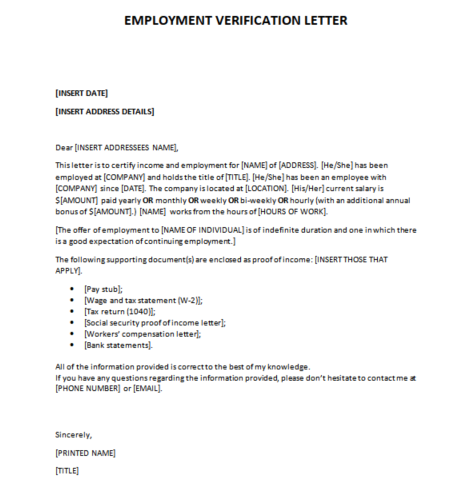 EMPLOYMENT VERIFICATION LETTER
[INSERT DATE]
[INSERT ADDRESS DETAILS]
Dear [INSERT ADDRESSEES NAME],
This letter is to certify income and employment for [NAME] of [ADDRESS]. [He/She] has been
employed at [COMPANY] and holds the title of [TITLE]. [He/She] has been an employee with
[COMPANY] since [DATE]. The company is located at [LOCATION]. [His/Her] current salary is
$[AMOUNT] paid yearly OR monthly OR weekly OR bi-weekly OR hourly (with an additional annual
bonus of $[AMOUNT].) [NAME] works from the hours of [HOURS OF WORK].
[The offer of employment to [NAME OF INDIVIDUAL] is of indefinite duration and one in which there
is a good expectation of continuing employment.]
The following supporting document(s) are enclosed as proof of income: [INSERT THOSE THAT
APPLY].
• [Pay stub];
• [Wage and tax statement (W-2)];
• [Tax return (1040)];
• [Social security proof of income letter];
• [Workers' compensation letter];
• [Bank statements].
All of the information provided is correct to the best of my knowledge.
If you have any questions regarding the information provided, please don't hesitate to contact me at
[PHONE NUMBER] or [EMAIL].
Sincerely,
[PRINTED NAME]
[TITLE]